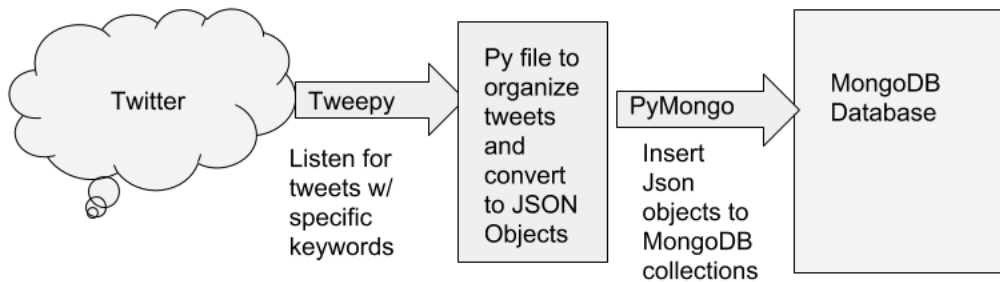 Twitter
Tweepy
Listen for
tweets w/
specific
keywords
Py file to
organize
tweets
and
convert
to JSON
Objects
PyMongo
Insert
Json
objects to
MongoDB
collections
MongoDB
Database